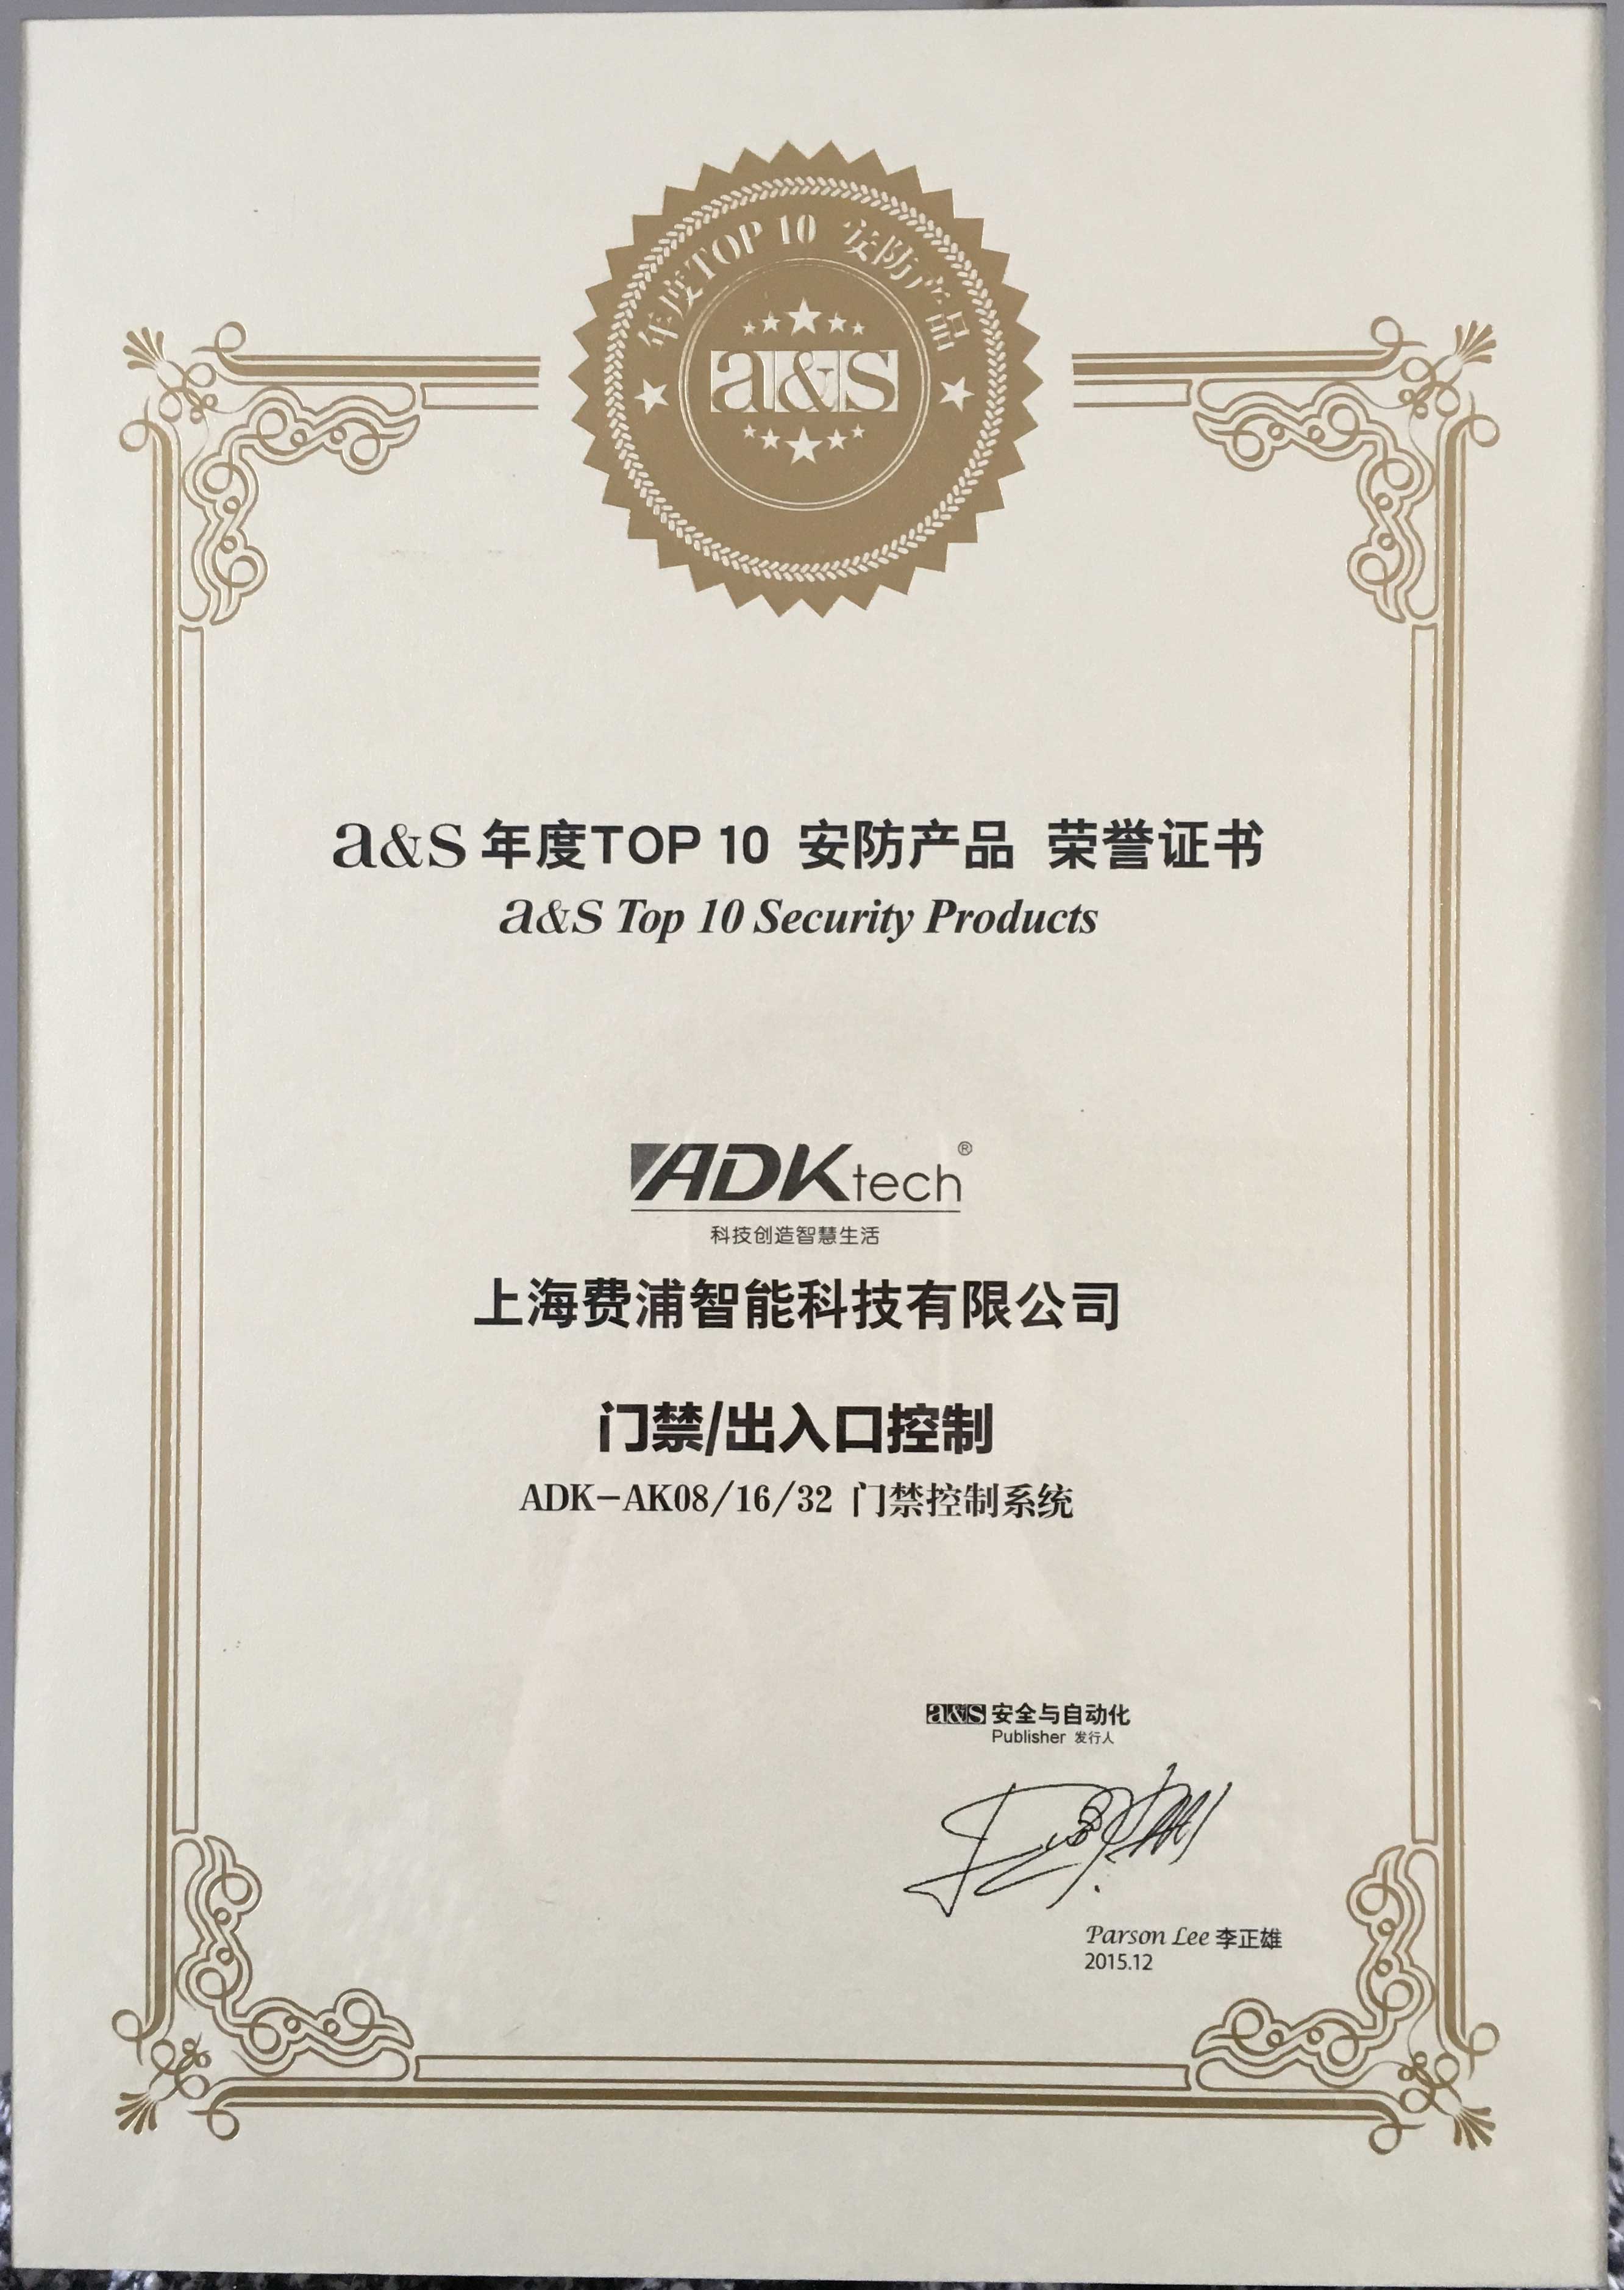 年度TOP 10 安防产品
a&s
a&s 年度TOP 10 安防产品 荣誉证书
a&s Top 10 Security Products
ADKtech®
科技创造智慧生活
上海费浦智能科技有限公司
门禁/出入口控制
ADK-AK08/16/32 门禁控制系统
a&s 安全与自动化
Publisher 发行人
Parson Lee 李正雄
2015.12